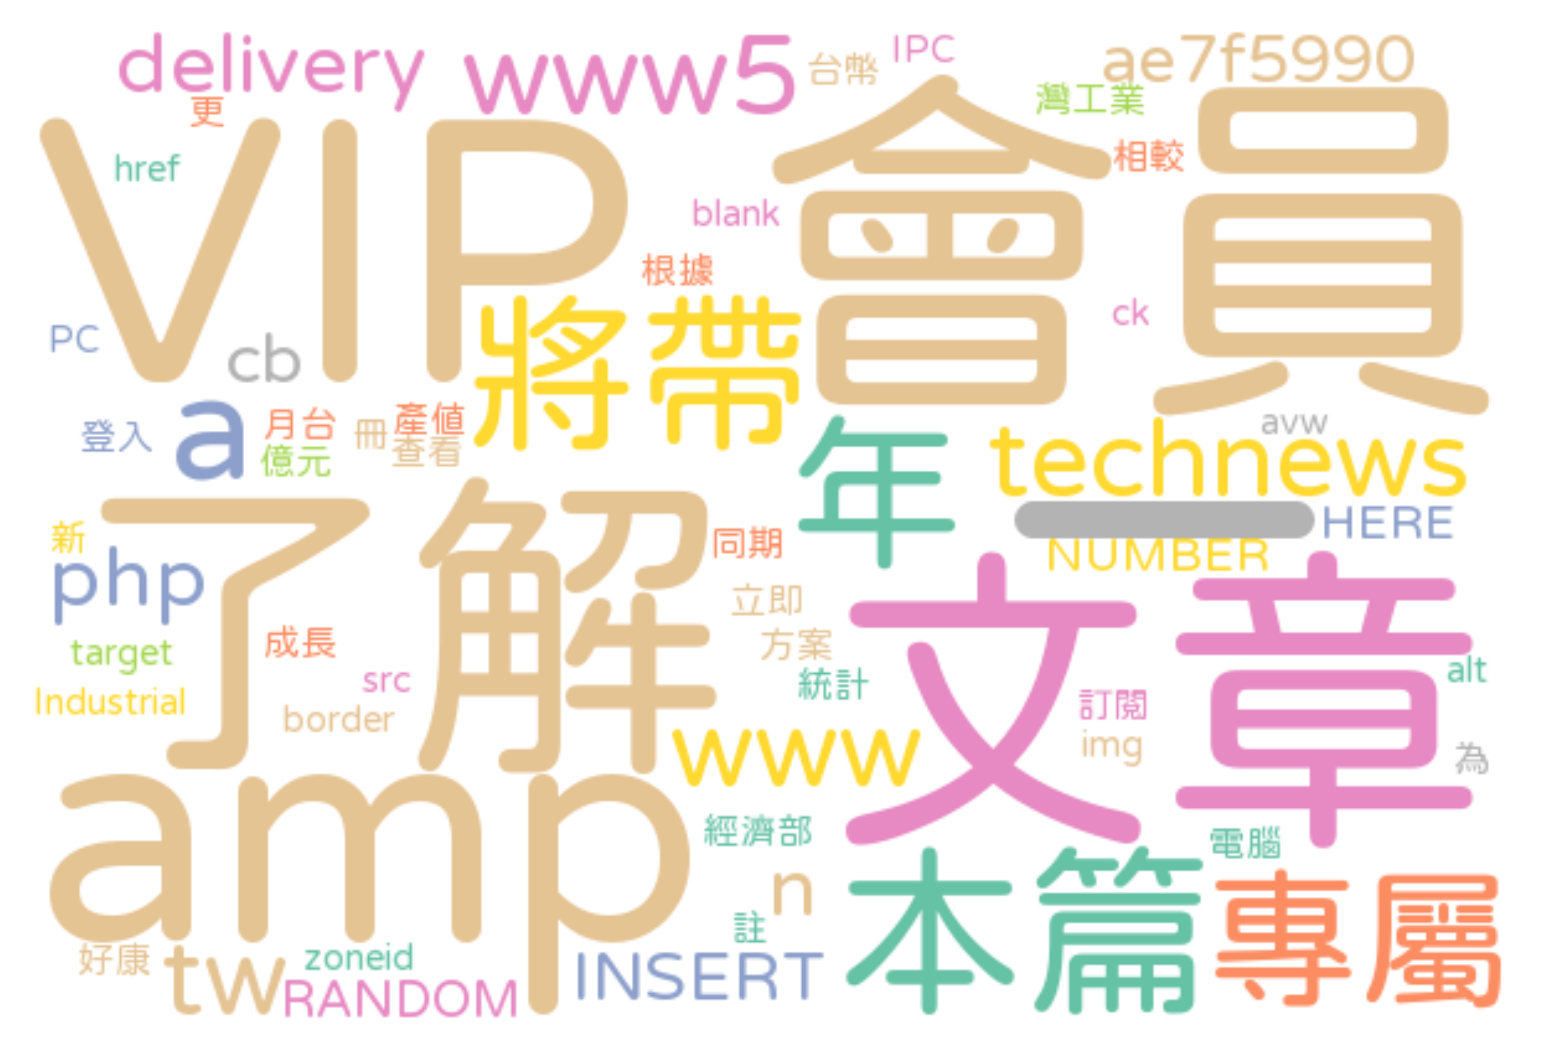 delivery
www5
台幣
IPC
ae7f5990
更
灣工業
href
VIP
會員
相較
blank
根據
ck
PC
cb
將帶
登入
a
月台
億元
冊
產值
查看
年
avw
technews
HERE
NUMBER
新
php
了解
同期
立即
方案
統計
文章
target
成長
src
Industrial
border
訂閱
img
alt
為
www
amp
經濟部
n
註
電腦
本篇
專屬
好康
tw
zoneid
RANDOM
INSERT